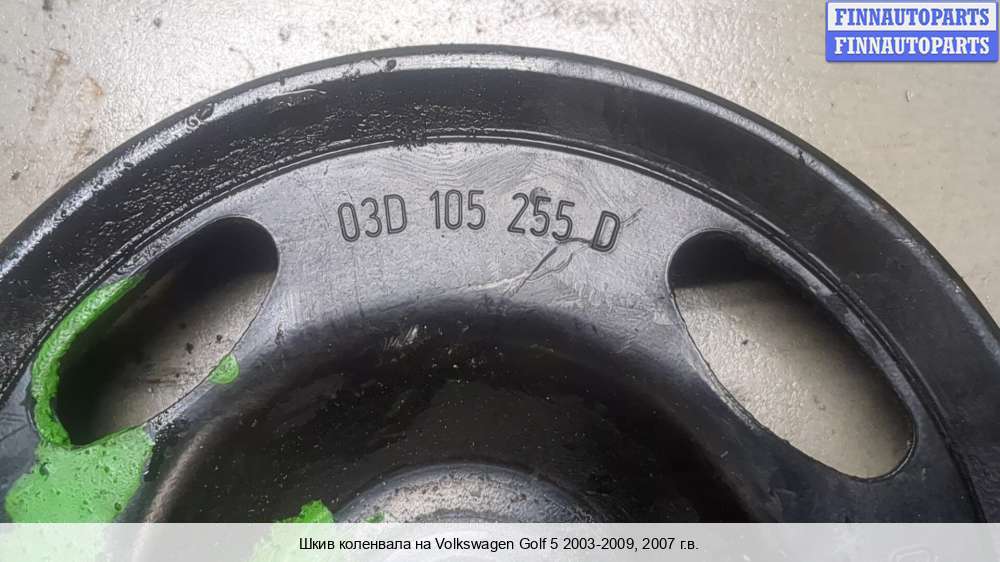 FINNAUTOPARTS
FINNAUTOPARTS
03D 105 255 D
Шкив коленвала на Volkswagen Golf 5 2003-2009, 2007 г.в.